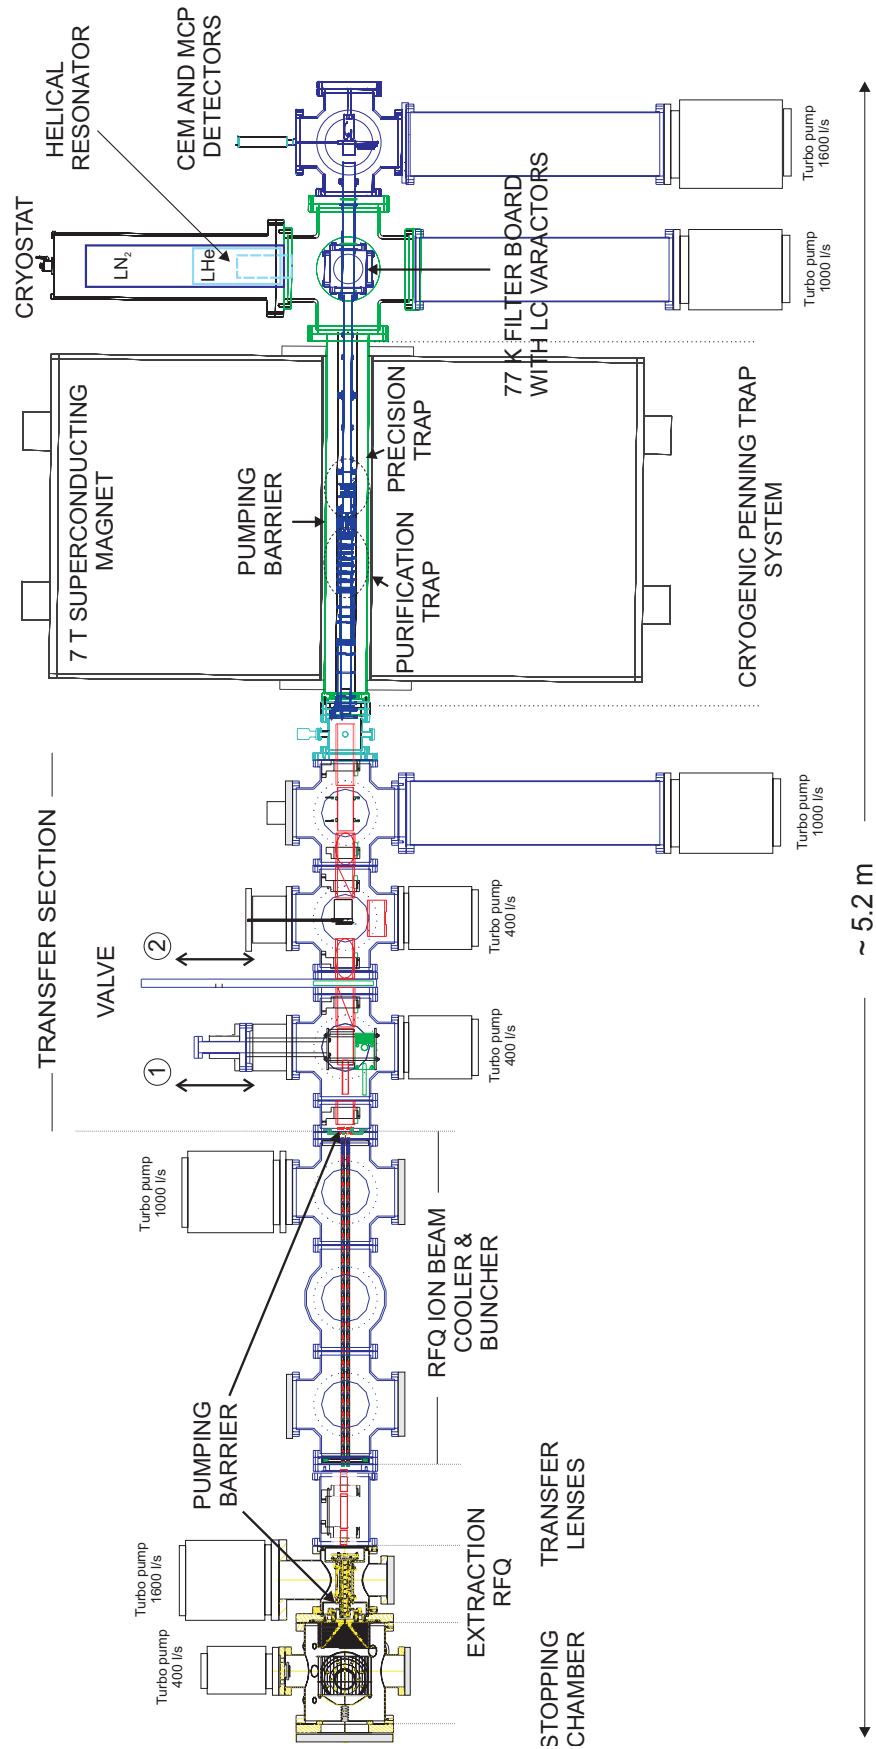 STOPPING
CHAMBER
EXTRACTION
RFQ
TRANSFER
LENSES
Turbo pump
400 l/s
Turbo pump
1600 l/s
PUMPING
BARRIER
RFQ ION BEAM
COOLER &
BUNCHER
Turbo pump
1000 l/s
TRANSFER SECTION
1
VALVE
2
Turbo pump
400 l/s
Turbo pump
400 l/s
Turbo pump
1000 l/s
7 T SUPERCONDUCTING
MAGNET
PUMPING
BARRIER
PURIFICATION
TRAP
PRECISION
TRAP
CRYOGENIC PENNING TRAP
SYSTEM
77 K FILTER BOARD
WITH LC VARACTORS
CRYOSTAT
LN₂
LHe
HELICAL
RESONATOR
CEM AND MCP
DETECTORS
Turbo pump
1000 l/s
Turbo pump
1600 l/s
~ 5.2 m